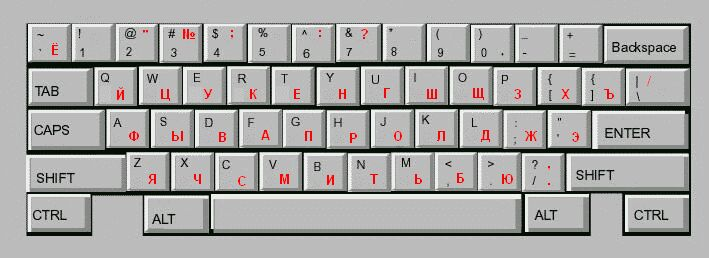 ~ ` Ё ! 1 @ " 2 # № 3 $ ; 4 % 5 ^ : 6 & ? 7 * 8 ( 9 ) 0 _ - + = Backspace
TAB Q Й W Ц E У R К T Е Y Н U Г I Ш O Щ P З { [ Х { ] Ъ | / \
CAPS A Ф S Ы D В F А G П H Р J О K Л L Д : ; Ж " ' Э ENTER
SHIFT Z Я X Ч C С V М B И N Т M Ь < , Б > . Ю ? / . SHIFT
CTRL ALT ALT CTRL